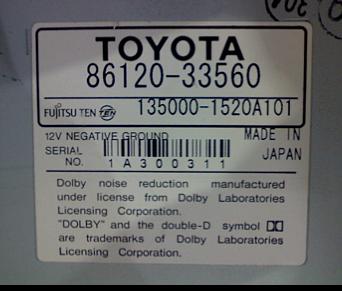 TOYOTA
86120-33560
FUJITSU TEN TEN 135000-1520A101
12V NEGATIVE GROUND MADE IN
SERIAL JAPAN
NO. 1A300311
Dolby noise reduction manufactured
under license from Dolby Laboratories
Licensing Corporation.
"DOLBY" and the double-D symbol
are trademarks of Dolby Laboratories
Licensing Corporation.